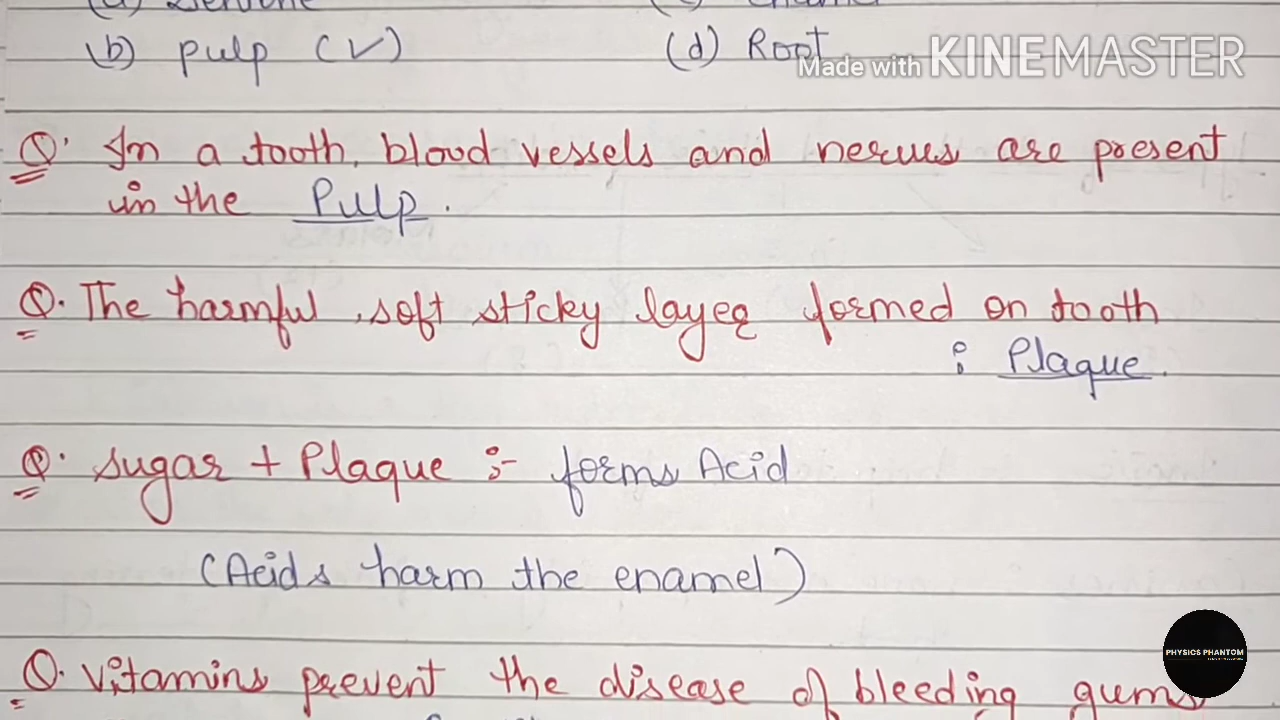 (b) pulp (✓) (d) Root
Made with KINEMASTER
Q. In a tooth, blood vessels and nerves are present
in the Pulp.
Q. The harmful, soft sticky layer formed on tooth
: Plaque.
Q. Sugar + Plaque :- forms Acid
(Acids harm the enamel)
PHYSICS PHANTOM
Q. Vitamins prevent the disease of bleeding gums